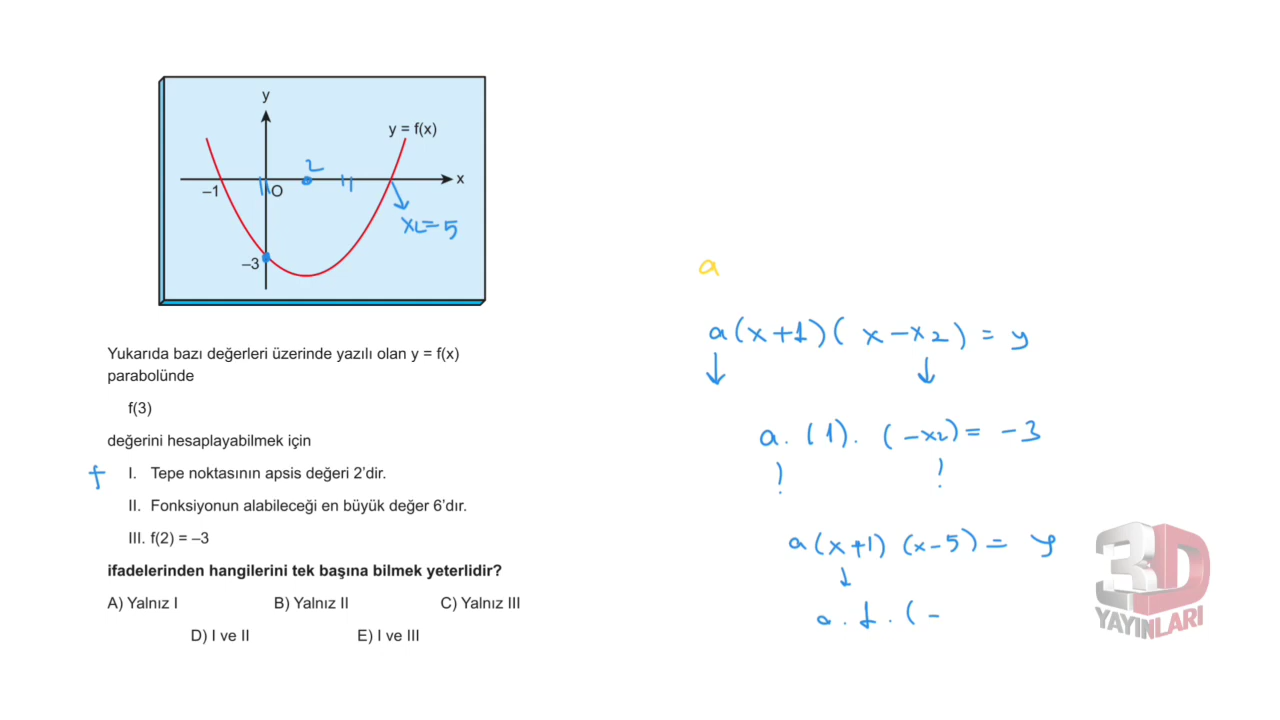 y
y = f(x)
2
–1
O
x
x2=5
–3
a
a(x+1)(x-x2)=y
a.(1).(-x2)=-3
! !
a(x+1)(x-5)=y
a.1.(-
Yukarıda bazı değerleri üzerinde yazılı olan y = f(x)
parabolünde
f(3)
değerini hesaplayabilmek için
I. Tepe noktasının apsis değeri 2'dir.
II. Fonksiyonun alabileceği en büyük değer 6'dır.
III. f(2) = –3
ifadelerinden hangilerini tek başına bilmek yeterlidir?
A) Yalnız I B) Yalnız II C) Yalnız III
D) I ve II E) I ve III
3D
YAYINLARI